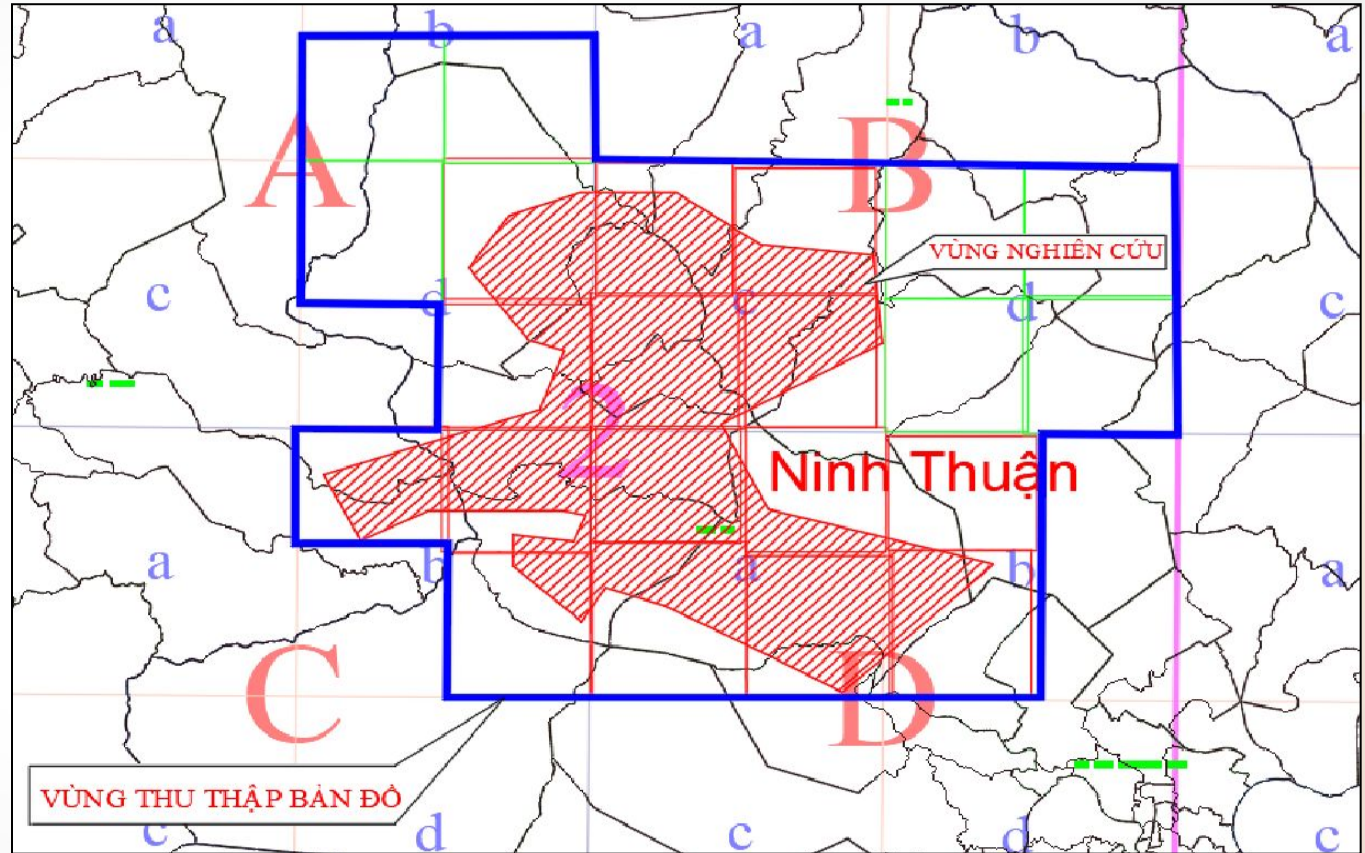 a b a b a
A B
VÙNG NGHIÊN CỨU
c d c d c
2
Ninh Thuận
a b a b a
C D
VÙNG THU THẬP BẢN ĐỒ
c d c d c